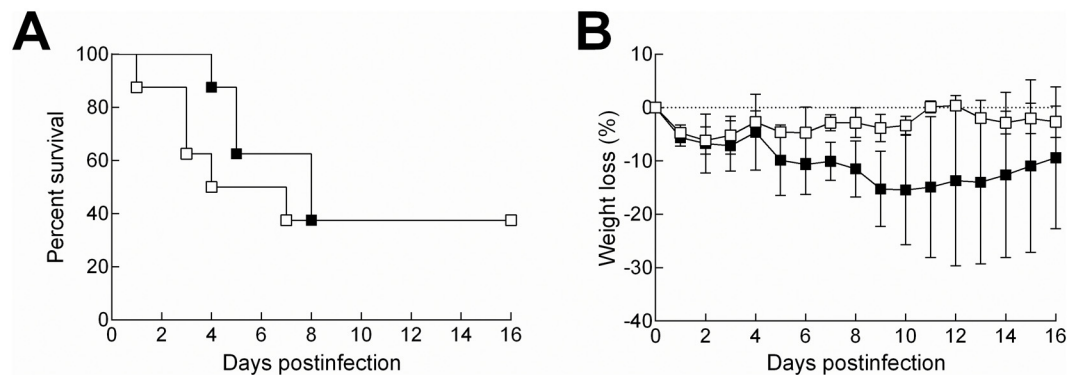 A
B
Percent survival
100
80
60
40
20
0
0 2 4 6 8 10 12 14 16
Days postinfection
Weight loss (%)
10
0
-10
-20
-30
-40
0 2 4 6 8 10 12 14 16
Days postinfection